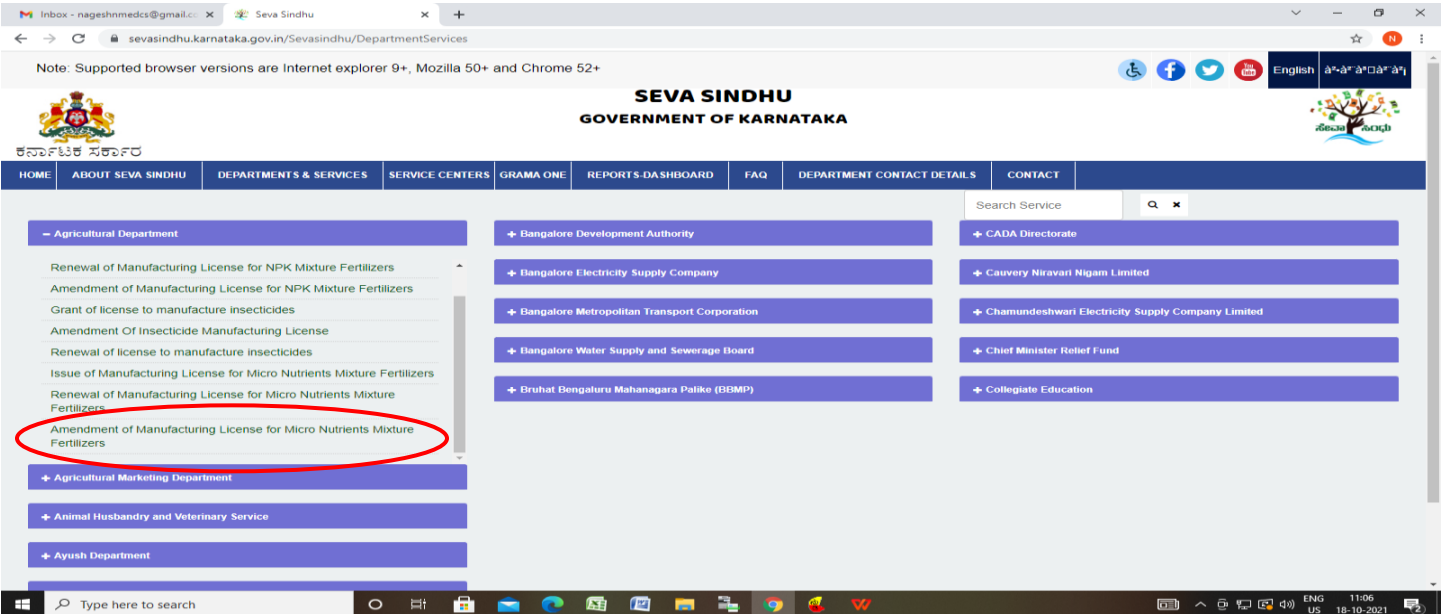 Inbox - nageshnmedcs@gmail.co
Seva Sindhu
sevasindhu.karnataka.gov.in/Sevasindhu/DepartmentServices
N
Note: Supported browser versions are Internet explorer 9+, Mozilla 50+ and Chrome 52+
You Tube
English
SEVA SINDHU
GOVERNMENT OF KARNATAKA
ಕರ್ನಾಟಕ ಸರ್ಕಾರ
ಸೇವಾ ಸಿಂಧು
HOME ABOUT SEVA SINDHU DEPARTMENTS & SERVICES SERVICE CENTERS GRAMA ONE REPORTS-DASHBOARD FAQ DEPARTMENT CONTACT DETAILS CONTACT
Search Service
Agricultural Department
Renewal of Manufacturing License for NPK Mixture Fertilizers
Amendment of Manufacturing License for NPK Mixture Fertilizers
Grant of license to manufacture insecticides
Amendment Of Insecticide Manufacturing License
Renewal of license to manufacture insecticides
Issue of Manufacturing License for Micro Nutrients Mixture Fertilizers
Renewal of Manufacturing License for Micro Nutrients Mixture
Fertilizers
Amendment of Manufacturing License for Micro Nutrients Mixture
Fertilizers
Agricultural Marketing Department
Animal Husbandry and Veterinary Service
Ayush Department
Bangalore Development Authority
Bangalore Electricity Supply Company
Bangalore Metropolitan Transport Corporation
Bangalore Water Supply and Sewerage Board
Bruhat Bengaluru Mahanagara Palike (BBMP)
CADA Directorate
Cauvery Niravari Nigam Limited
Chamundeshwari Electricity Supply Company Limited
Chief Minister Relief Fund
Collegiate Education
Type here to search
ENG
US
11:06
18-10-2021
2